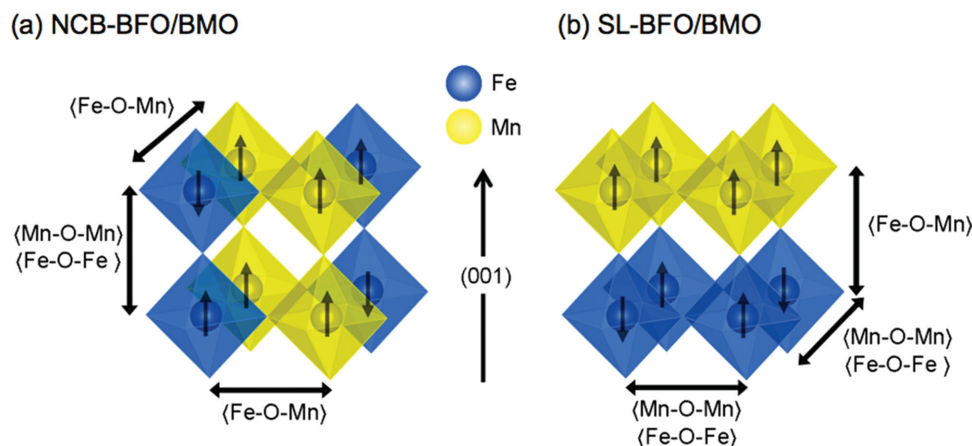 (a) NCB-BFO/BMO
(b) SL-BFO/BMO
Fe
Mn
⟨Fe-O-Mn⟩
⟨Mn-O-Mn⟩
⟨Fe-O-Fe ⟩
⟨Fe-O-Mn⟩
(001)
⟨Fe-O-Mn⟩
⟨Mn-O-Mn⟩
⟨Fe-O-Fe ⟩
⟨Mn-O-Mn⟩
⟨Fe-O-Fe⟩